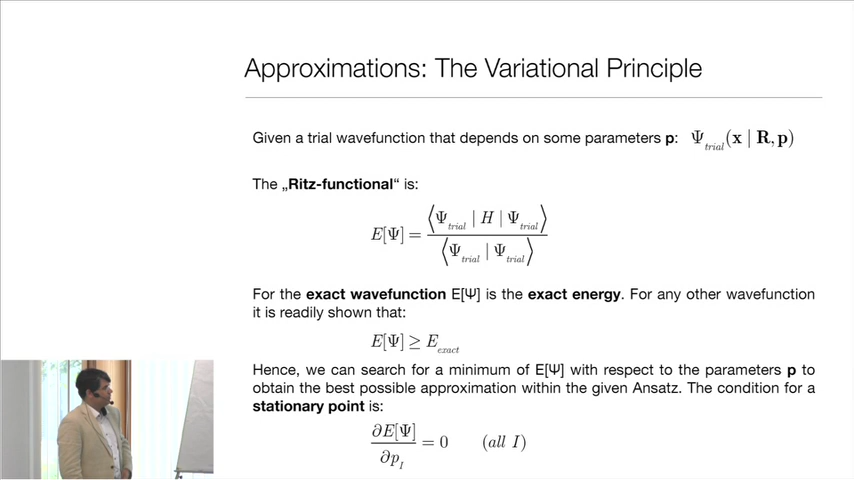 Approximations: The Variational Principle
Given a trial wavefunction that depends on some parameters p: Ψ_trial(x | R, p)
The „Ritz-functional“ is:
E[Ψ] = ⟨Ψ_trial | H | Ψ_trial⟩ / ⟨Ψ_trial | Ψ_trial⟩
For the exact wavefunction E[Ψ] is the exact energy. For any other wavefunction
it is readily shown that:
E[Ψ] ≥ E_exact
Hence, we can search for a minimum of E[Ψ] with respect to the parameters p to
obtain the best possible approximation within the given Ansatz. The condition for a
stationary point is:
∂E[Ψ] / ∂p_I = 0 (all I)